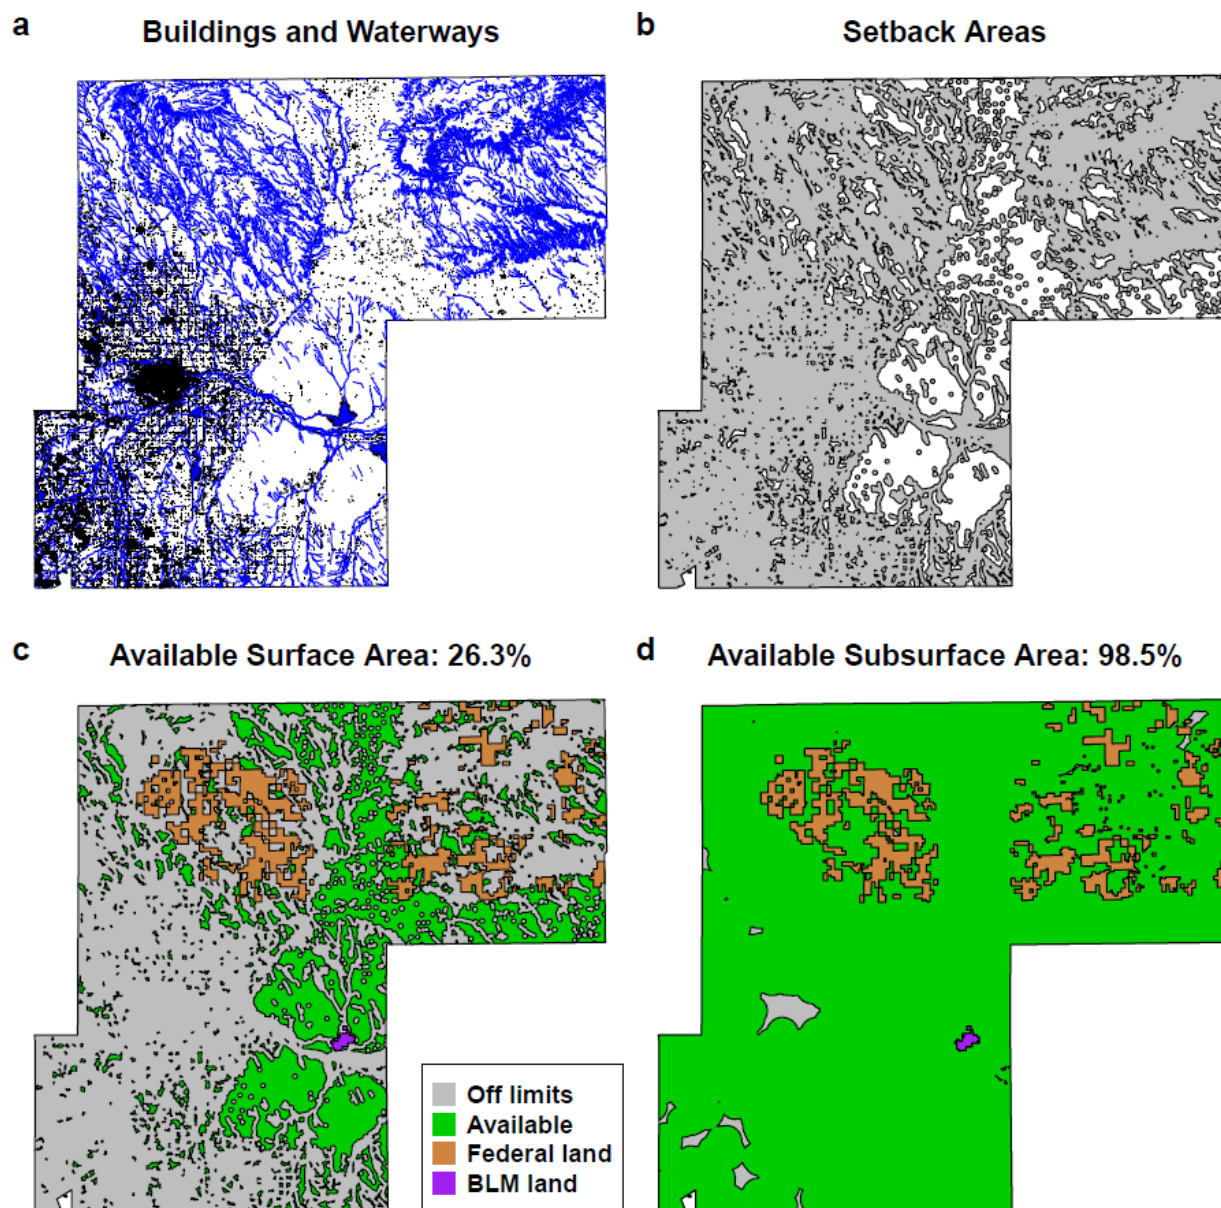 a
Buildings and Waterways
b
Setback Areas
c
Available Surface Area: 26.3%
d
Available Subsurface Area: 98.5%
Off limits
Available
Federal land
BLM land